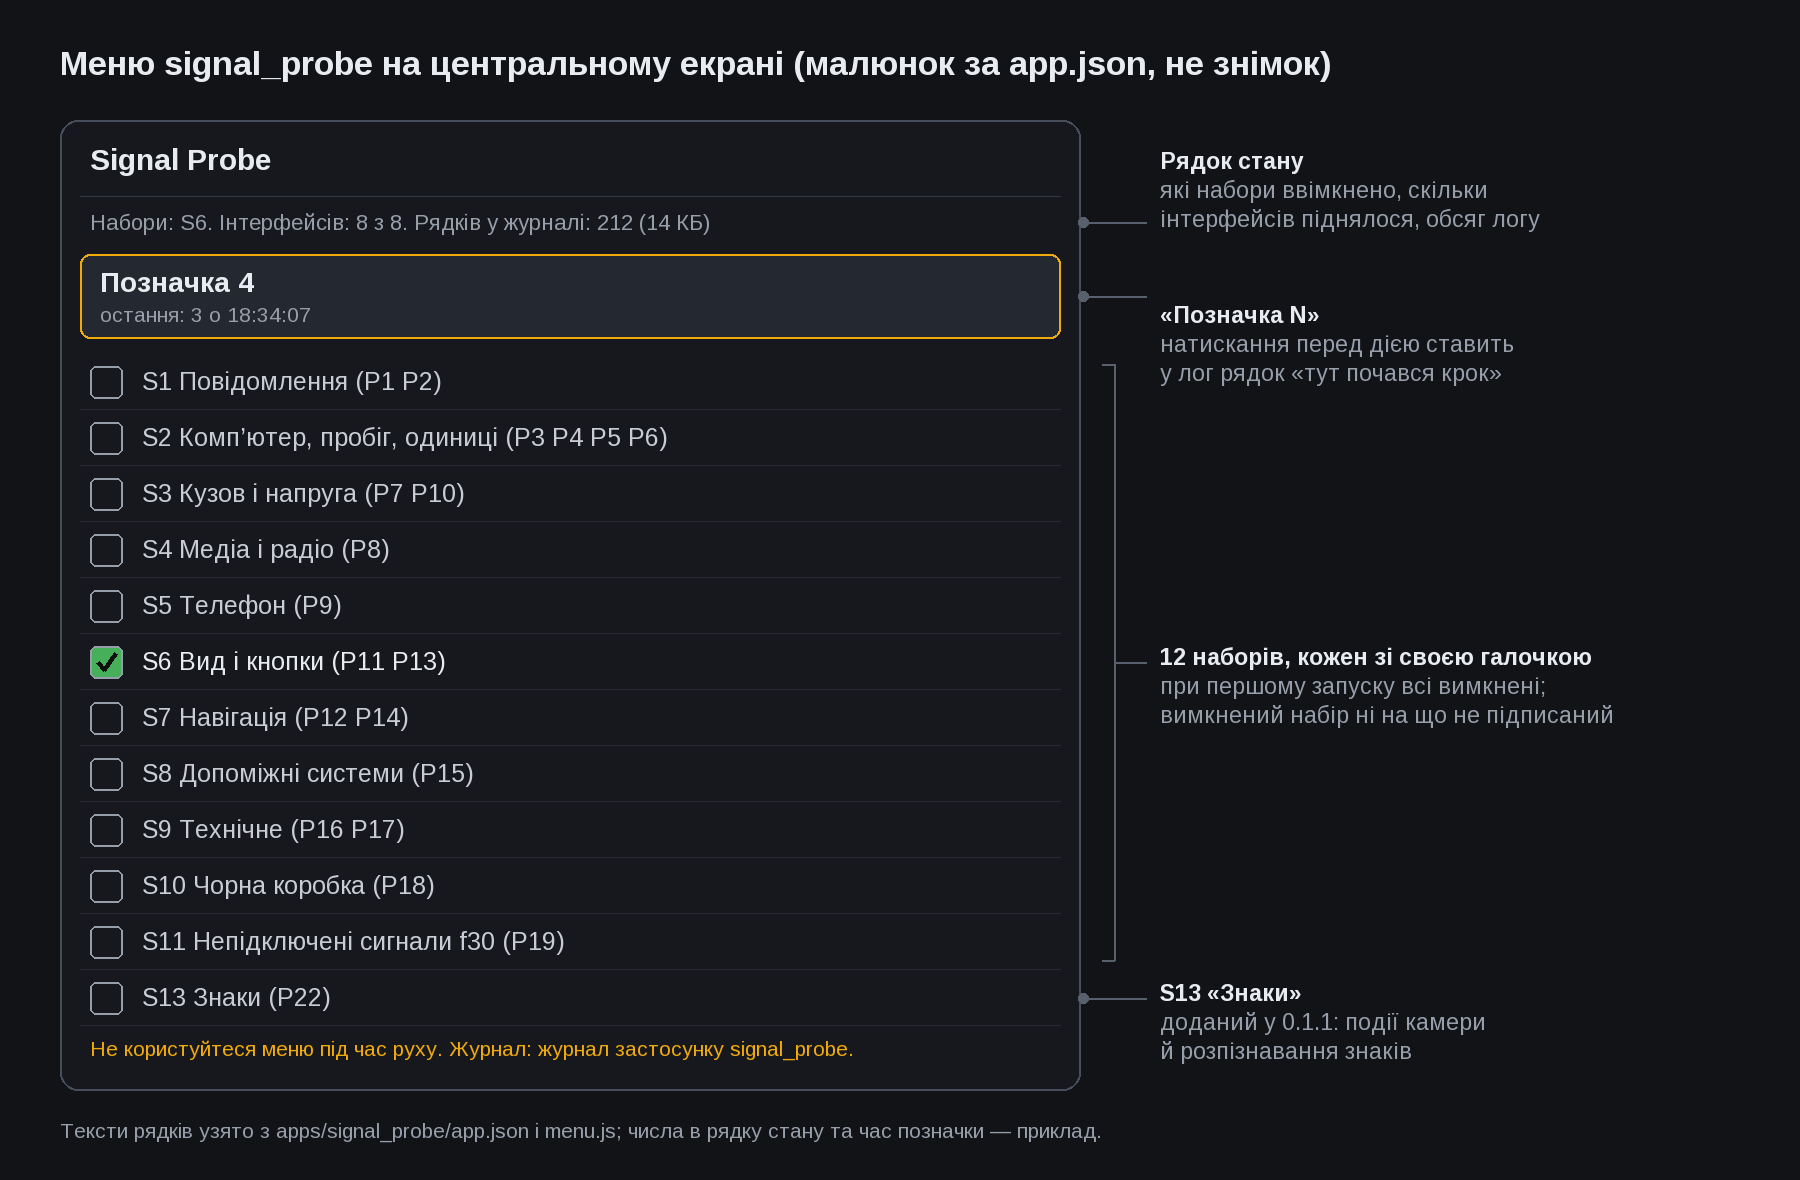 Меню signal_probe на центральному екрані (малюнок за app.json, не знімок)
Signal Probe
Набори: S6. Інтерфейсів: 8 з 8. Рядків у журналі: 212 (14 КБ)
Позначка 4
остання: 3 о 18:34:07
S1 Повідомлення (P1 P2)
S2 Комп’ютер, пробіг, одиниці (P3 P4 P5 P6)
S3 Кузов і напруга (P7 P10)
S4 Медіа і радіо (P8)
S5 Телефон (P9)
S6 Вид і кнопки (P11 P13)
S7 Навігація (P12 P14)
S8 Допоміжні системи (P15)
S9 Технічне (P16 P17)
S10 Чорна коробка (P18)
S11 Непідключені сигнали f30 (P19)
S13 Знаки (P22)
Не користуйтеся меню під час руху. Журнал: журнал застосунку signal_probe.
Рядок стану
які набори ввімкнено, скільки
інтерфейсів піднялося, обсяг логу
«Позначка N»
натискання перед дією ставить
у лог рядок «тут почався крок»
12 наборів, кожен зі своєю галочкою
при першому запуску всі вимкнені;
вимкнений набір ні на що не підписаний
S13 «Знаки»
доданий у 0.1.1: події камери
й розпізнавання знаків
Тексти рядків узято з apps/signal_probe/app.json і menu.js; числа в рядку стану та час позначки — приклад.